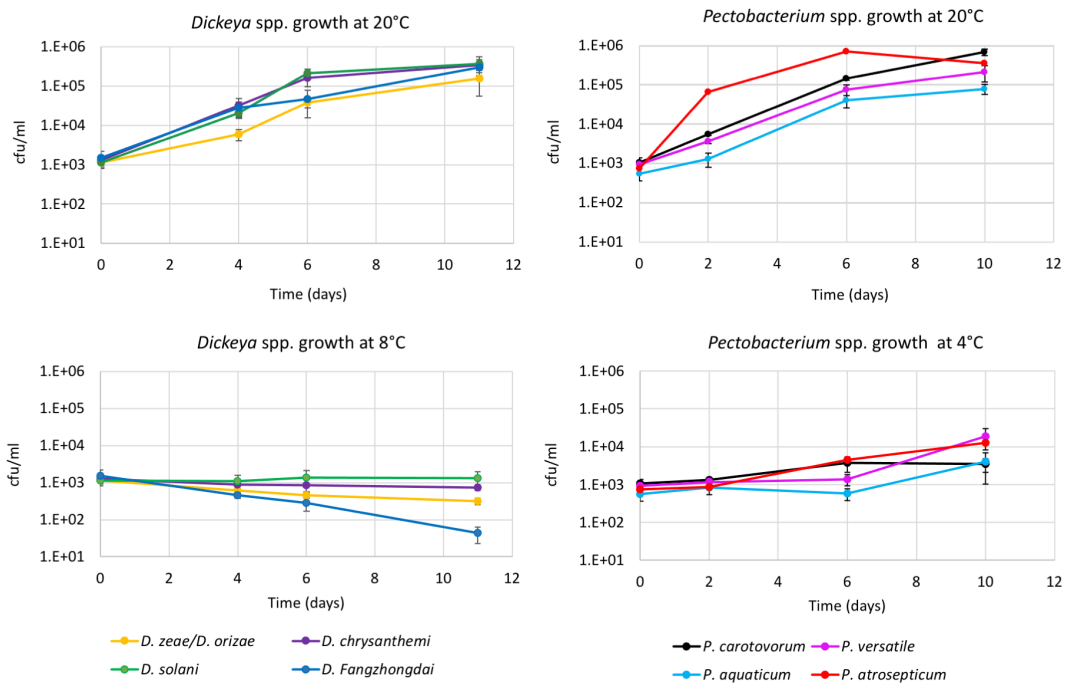 Dickeya spp. growth at 20°C
1.E+06
1.E+05
1.E+04
1.E+03
1.E+02
1.E+01
cfu/ml
0 2 4 6 8 10 12
Time (days)
Pectobacterium spp. growth at 20°C
1.E+06
1.E+05
1.E+04
1.E+03
1.E+02
1.E+01
cfu/ml
0 2 4 6 8 10 12
Time (days)
Dickeya spp. growth at 8°C
1.E+06
1.E+05
1.E+04
1.E+03
1.E+02
1.E+01
cfu/ml
0 2 4 6 8 10 12
Time (days)
D. zeae/D. orizae D. chrysanthemi
D. solani D. Fangzhongdai
Pectobacterium spp. growth at 4°C
1.E+06
1.E+05
1.E+04
1.E+03
1.E+02
1.E+01
cfu/ml
0 2 4 6 8 10 12
Time (days)
P. carotovorum P. versatile
P. aquaticum P. atrosepticum